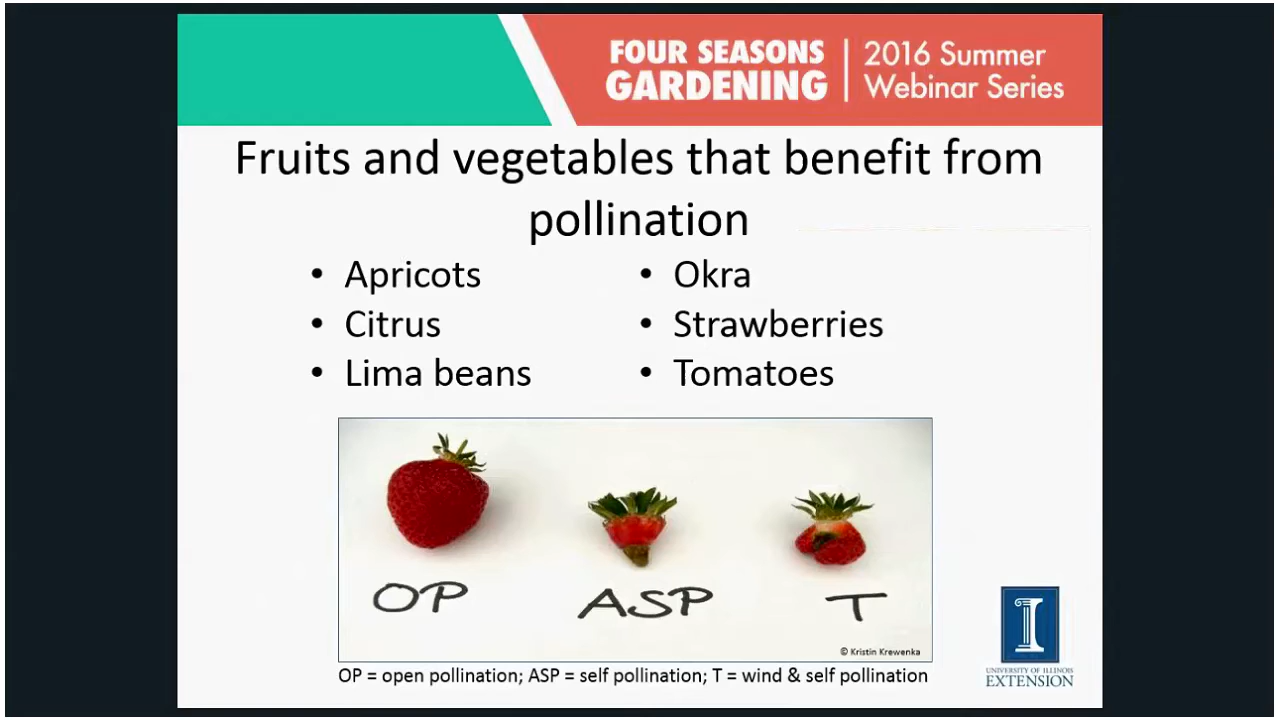 FOUR SEASONS
GARDENING
2016 Summer
Webinar Series
Fruits and vegetables that benefit from
pollination
• Apricots
• Citrus
• Lima beans
• Okra
• Strawberries
• Tomatoes
OP
ASP
T
© Kristin Krewenka
OP = open pollination; ASP = self pollination; T = wind & self pollination
I
UNIVERSITY OF ILLINOIS
EXTENSION